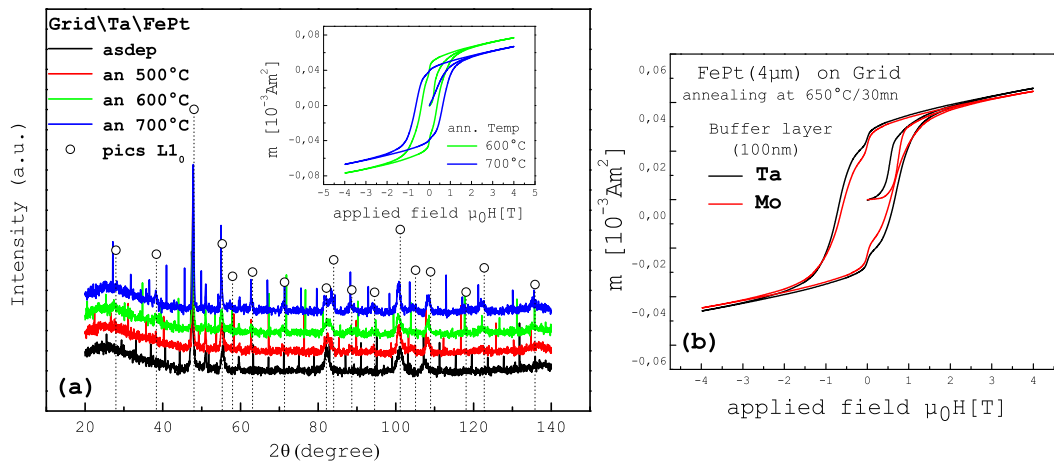 Grid\Ta\FePt
asdep
an 500°C
an 600°C
an 700°C
pics L1₀
Intensity (a.u.)
(a)
20 40 60 80 100 120 140
2θ(degree)
0,08
0,04
0,00
-0,04
-0,08
m [10⁻³Am²]
ann. Temp
600°C
700°C
-5 -4 -3 -2 -1 0 1 2 3 4 5
applied field μ₀H[T]
0,06
0,04
0,02
0,00
-0,02
-0,04
-0,06
m [10⁻³Am²]
FePt(4μm) on Grid
annealing at 650°C/30mn
Buffer layer
(100nm)
Ta
Mo
(b)
-4 -3 -2 -1 0 1 2 3 4
applied field μ₀H[T]